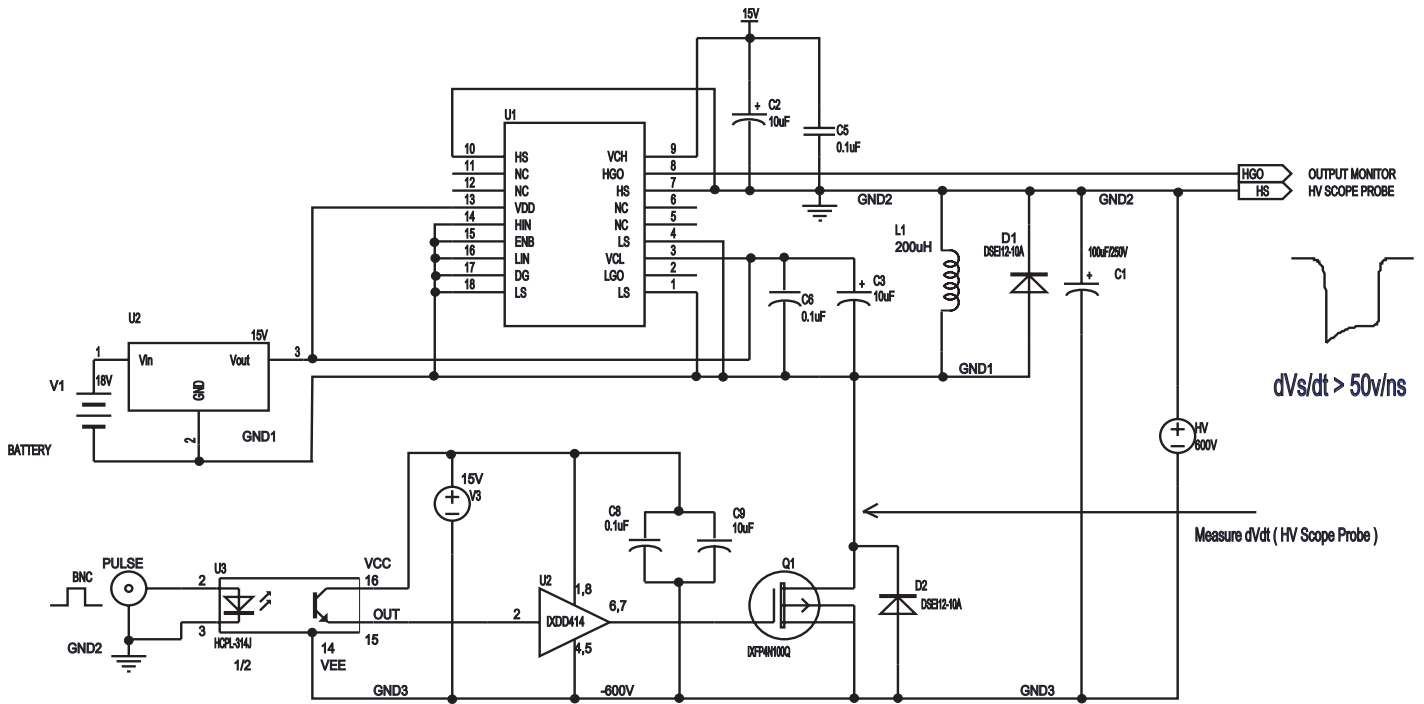 15V
C2
+
10uF
C5
0.1uF
U1
10 HS VCH 9
11 NC HGO 8
12 NC HS 7
13 VDD NC 6
14 HIN NC 5
15 ENB LS 4
16 LIN VCL 3
17 DG LGO 2
18 LS LS 1
HGO OUTPUT MONITOR
HS HV SCOPE PROBE
GND2
GND2
L1
200uH
D1
DSEI12-10A
100uF/250V
+
C1
C6
0.1uF
+
C3
10uF
U2
15V
1 Vin Vout 3
GND
2
V1
18V
BATTERY
GND1
GND1
dVs/dt > 50v/ns
+
HV
600V
15V
+
V3
C8
0.1uF
C9
10uF
Measure dVdt ( HV Scope Probe )
PULSE
BNC
U3
VCC
16
2
3
OUT
15
14
VEE
HCPL-314J
1/2
GND2
U2
1,8
2
IXDD414
6,7
4,5
Q1
IXFP4N100Q
D2
DSEI12-10A
GND3
-600V
GND3